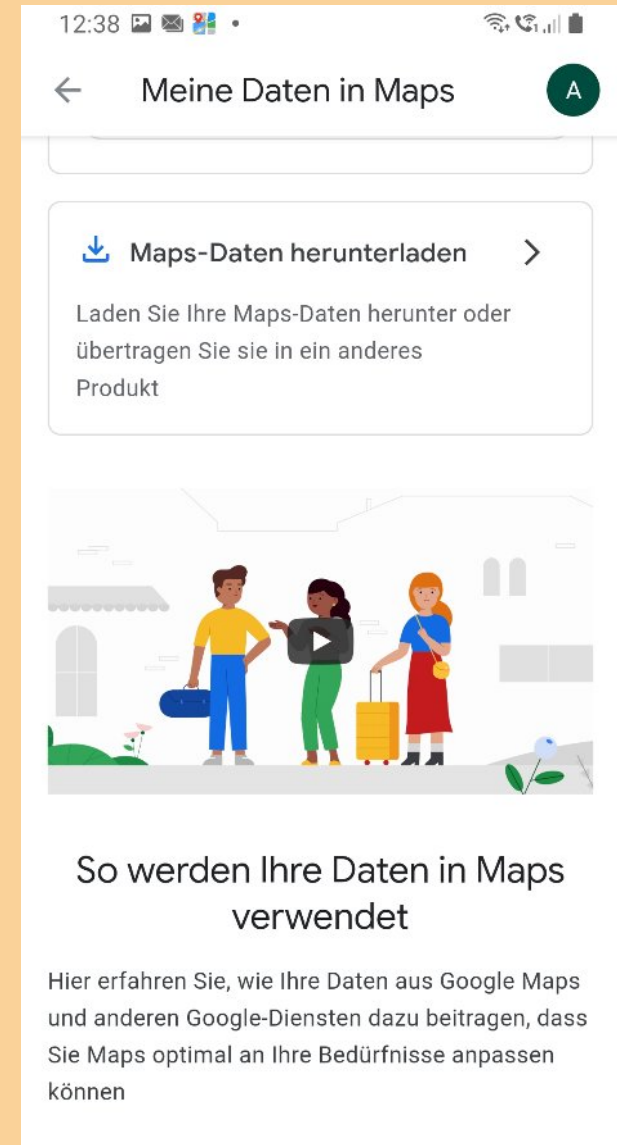 12:38
Meine Daten in Maps
A
Maps-Daten herunterladen
Laden Sie Ihre Maps-Daten herunter oder
übertragen Sie sie in ein anderes
Produkt
So werden Ihre Daten in Maps
verwendet
Hier erfahren Sie, wie Ihre Daten aus Google Maps
und anderen Google-Diensten dazu beitragen, dass
Sie Maps optimal an Ihre Bedürfnisse anpassen
können